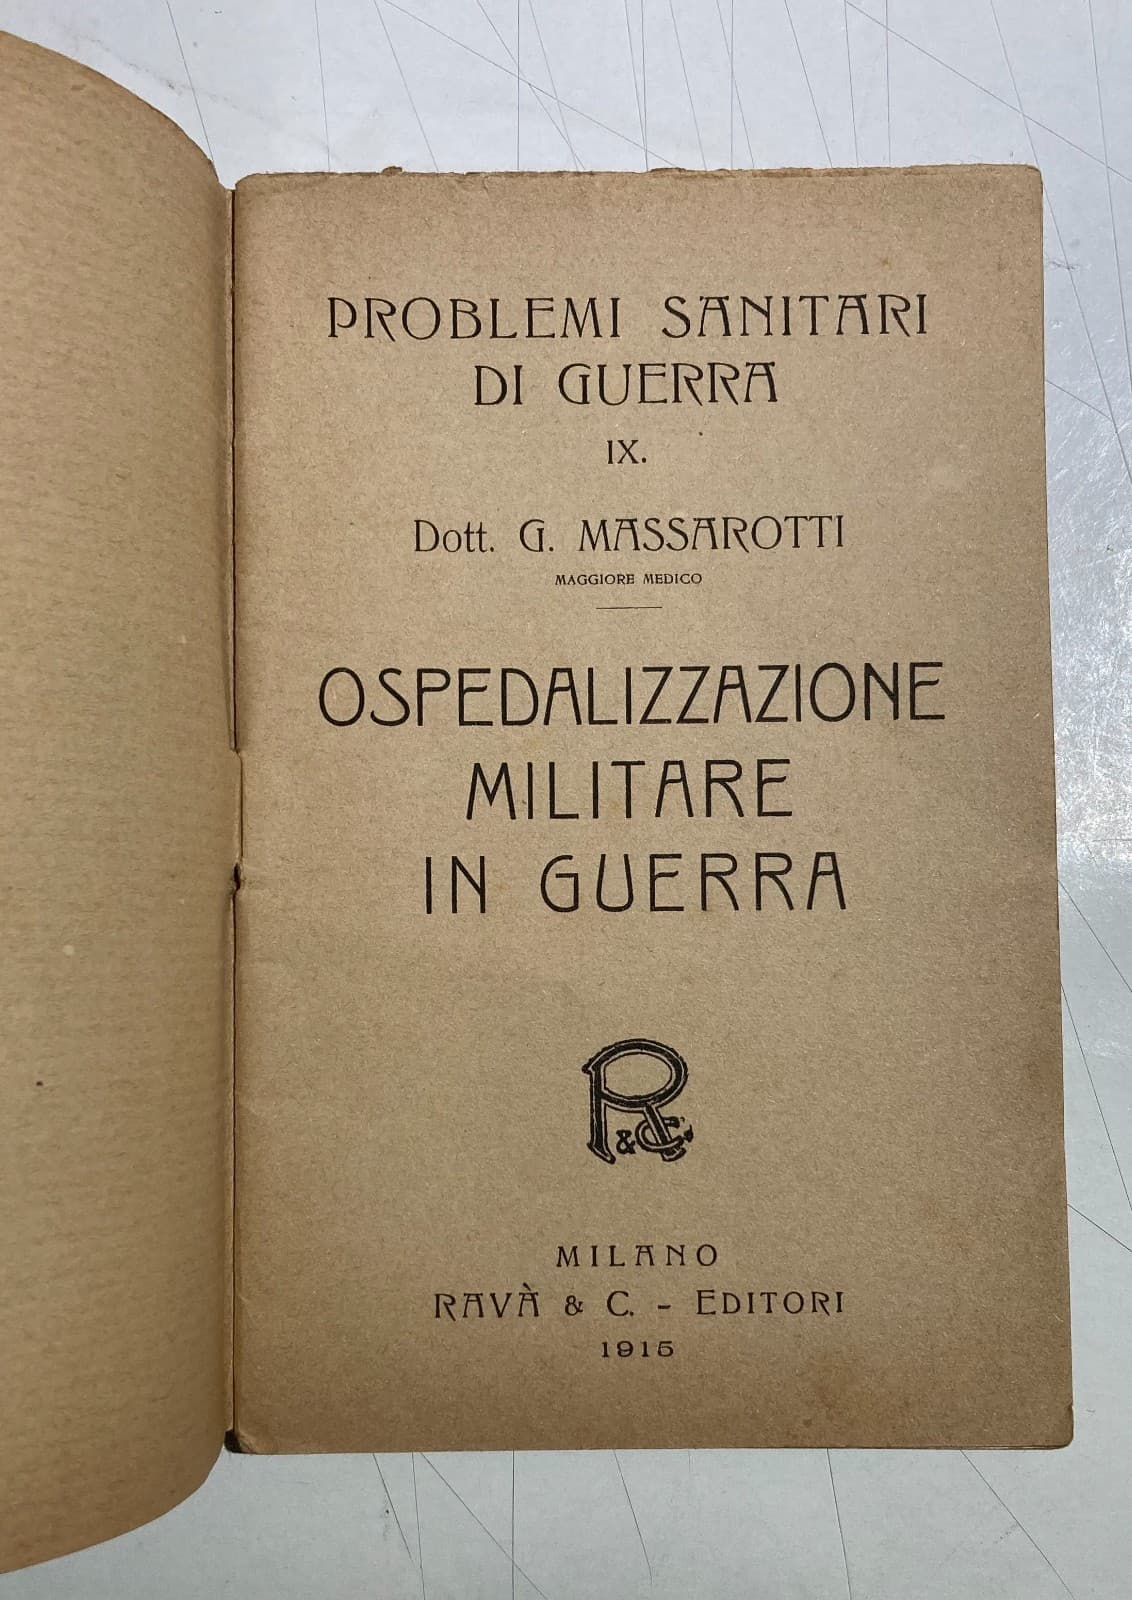 PROBLEMI SANITARI
DI GUERRA
IX.
Dott. G. MASSAROTTI
MAGGIORE MEDICO
OSPEDALIZZAZIONE
MILITARE
IN GUERRA
R & C.
MILANO
RAVÀ & C. - EDITORI
1915